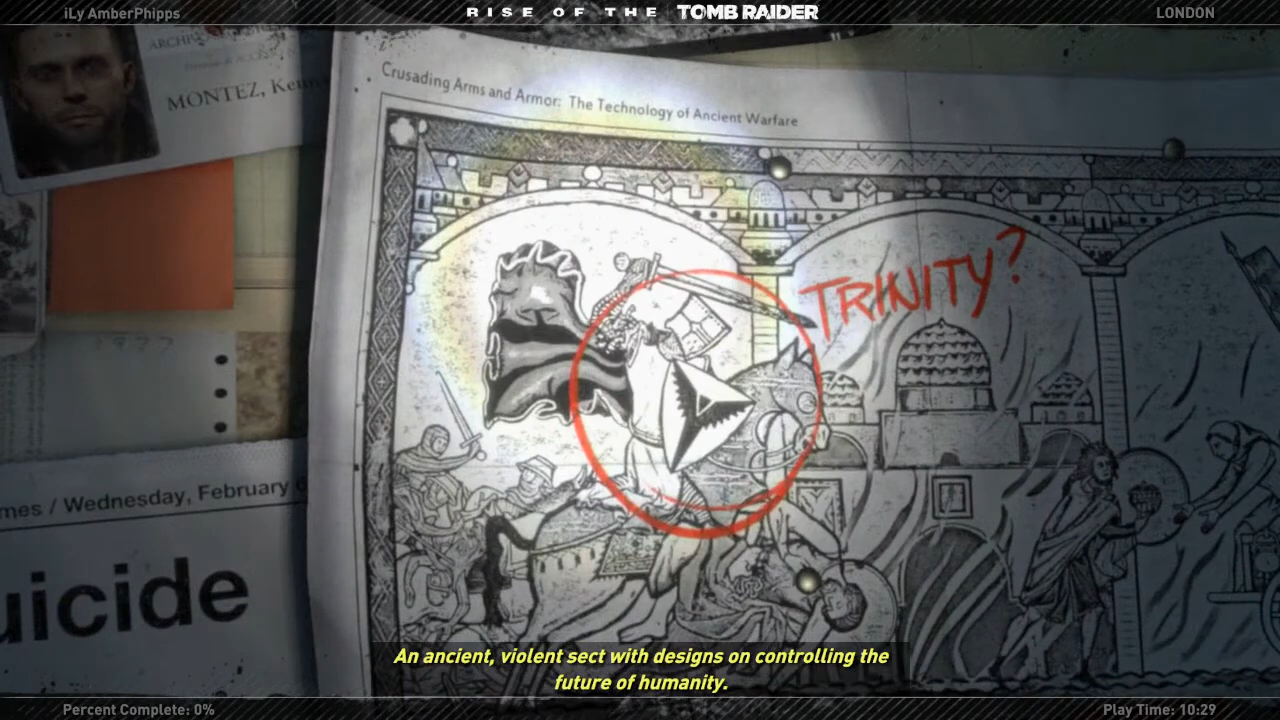 iLy AmberPhipps
RISE OF THE TOMB RAIDER
LONDON
MONTEZ,
Crusading Arms and Armor: The Technology of Ancient Warfare
TRINITY?
mes / Wednesday, February
uicide
An ancient, violent sect with designs on controlling the
future of humanity.
Percent Complete: 0%
Play Time: 10:29